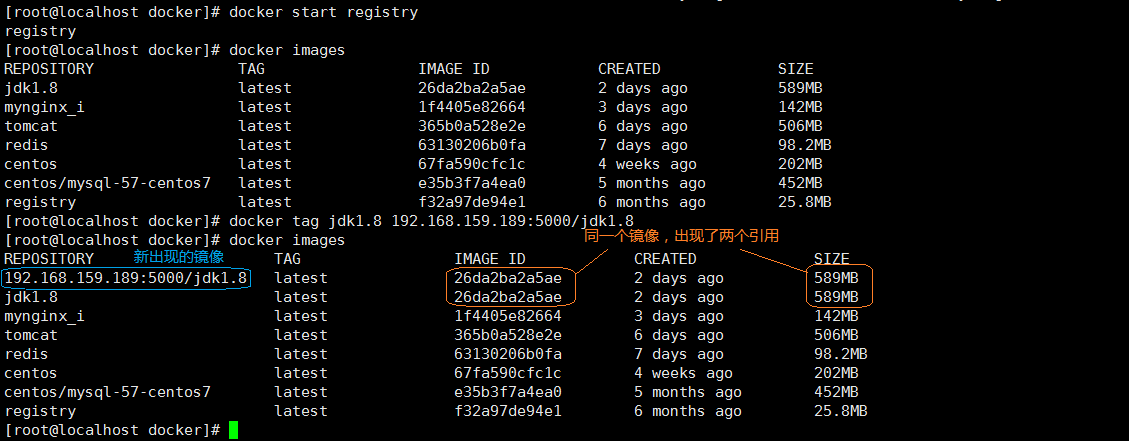 [root@localhost docker]# docker start registry
registry
[root@localhost docker]# docker images
REPOSITORY TAG IMAGE ID CREATED SIZE
jdk1.8 latest 26da2ba2a5ae 2 days ago 589MB
mynginx_i latest 1f4405e82664 3 days ago 142MB
tomcat latest 365b0a528e2e 6 days ago 506MB
redis latest 63130206b0fa 7 days ago 98.2MB
centos latest 67fa590cfc1c 4 weeks ago 202MB
centos/mysql-57-centos7 latest e35b3f7a4ea0 5 months ago 452MB
registry latest f32a97de94e1 6 months ago 25.8MB
[root@localhost docker]# docker tag jdk1.8 192.168.159.189:5000/jdk1.8
[root@localhost docker]# docker images
同一个镜像，出现了两个引用
新出现的镜像
REPOSITORY TAG IMAGE ID CREATED SIZE
192.168.159.189:5000/jdk1.8 latest 26da2ba2a5ae 2 days ago 589MB
jdk1.8 latest 26da2ba2a5ae 2 days ago 589MB
mynginx_i latest 1f4405e82664 3 days ago 142MB
tomcat latest 365b0a528e2e 6 days ago 506MB
redis latest 63130206b0fa 7 days ago 98.2MB
centos latest 67fa590cfc1c 4 weeks ago 202MB
centos/mysql-57-centos7 latest e35b3f7a4ea0 5 months ago 452MB
registry latest f32a97de94e1 6 months ago 25.8MB
[root@localhost docker]#